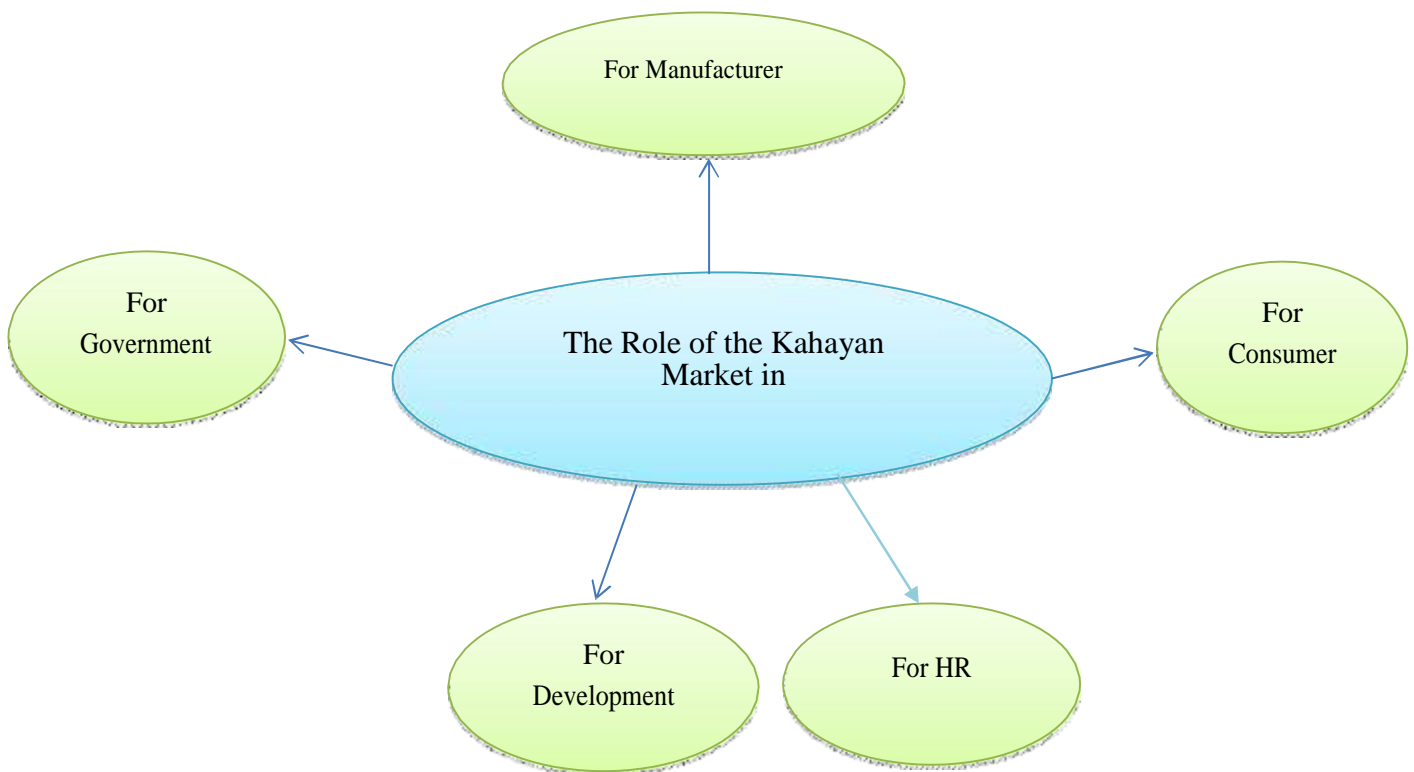 For Manufacturer
For
Government
The Role of the Kahayan
Market in
For
Consumer
For
Development
For HR